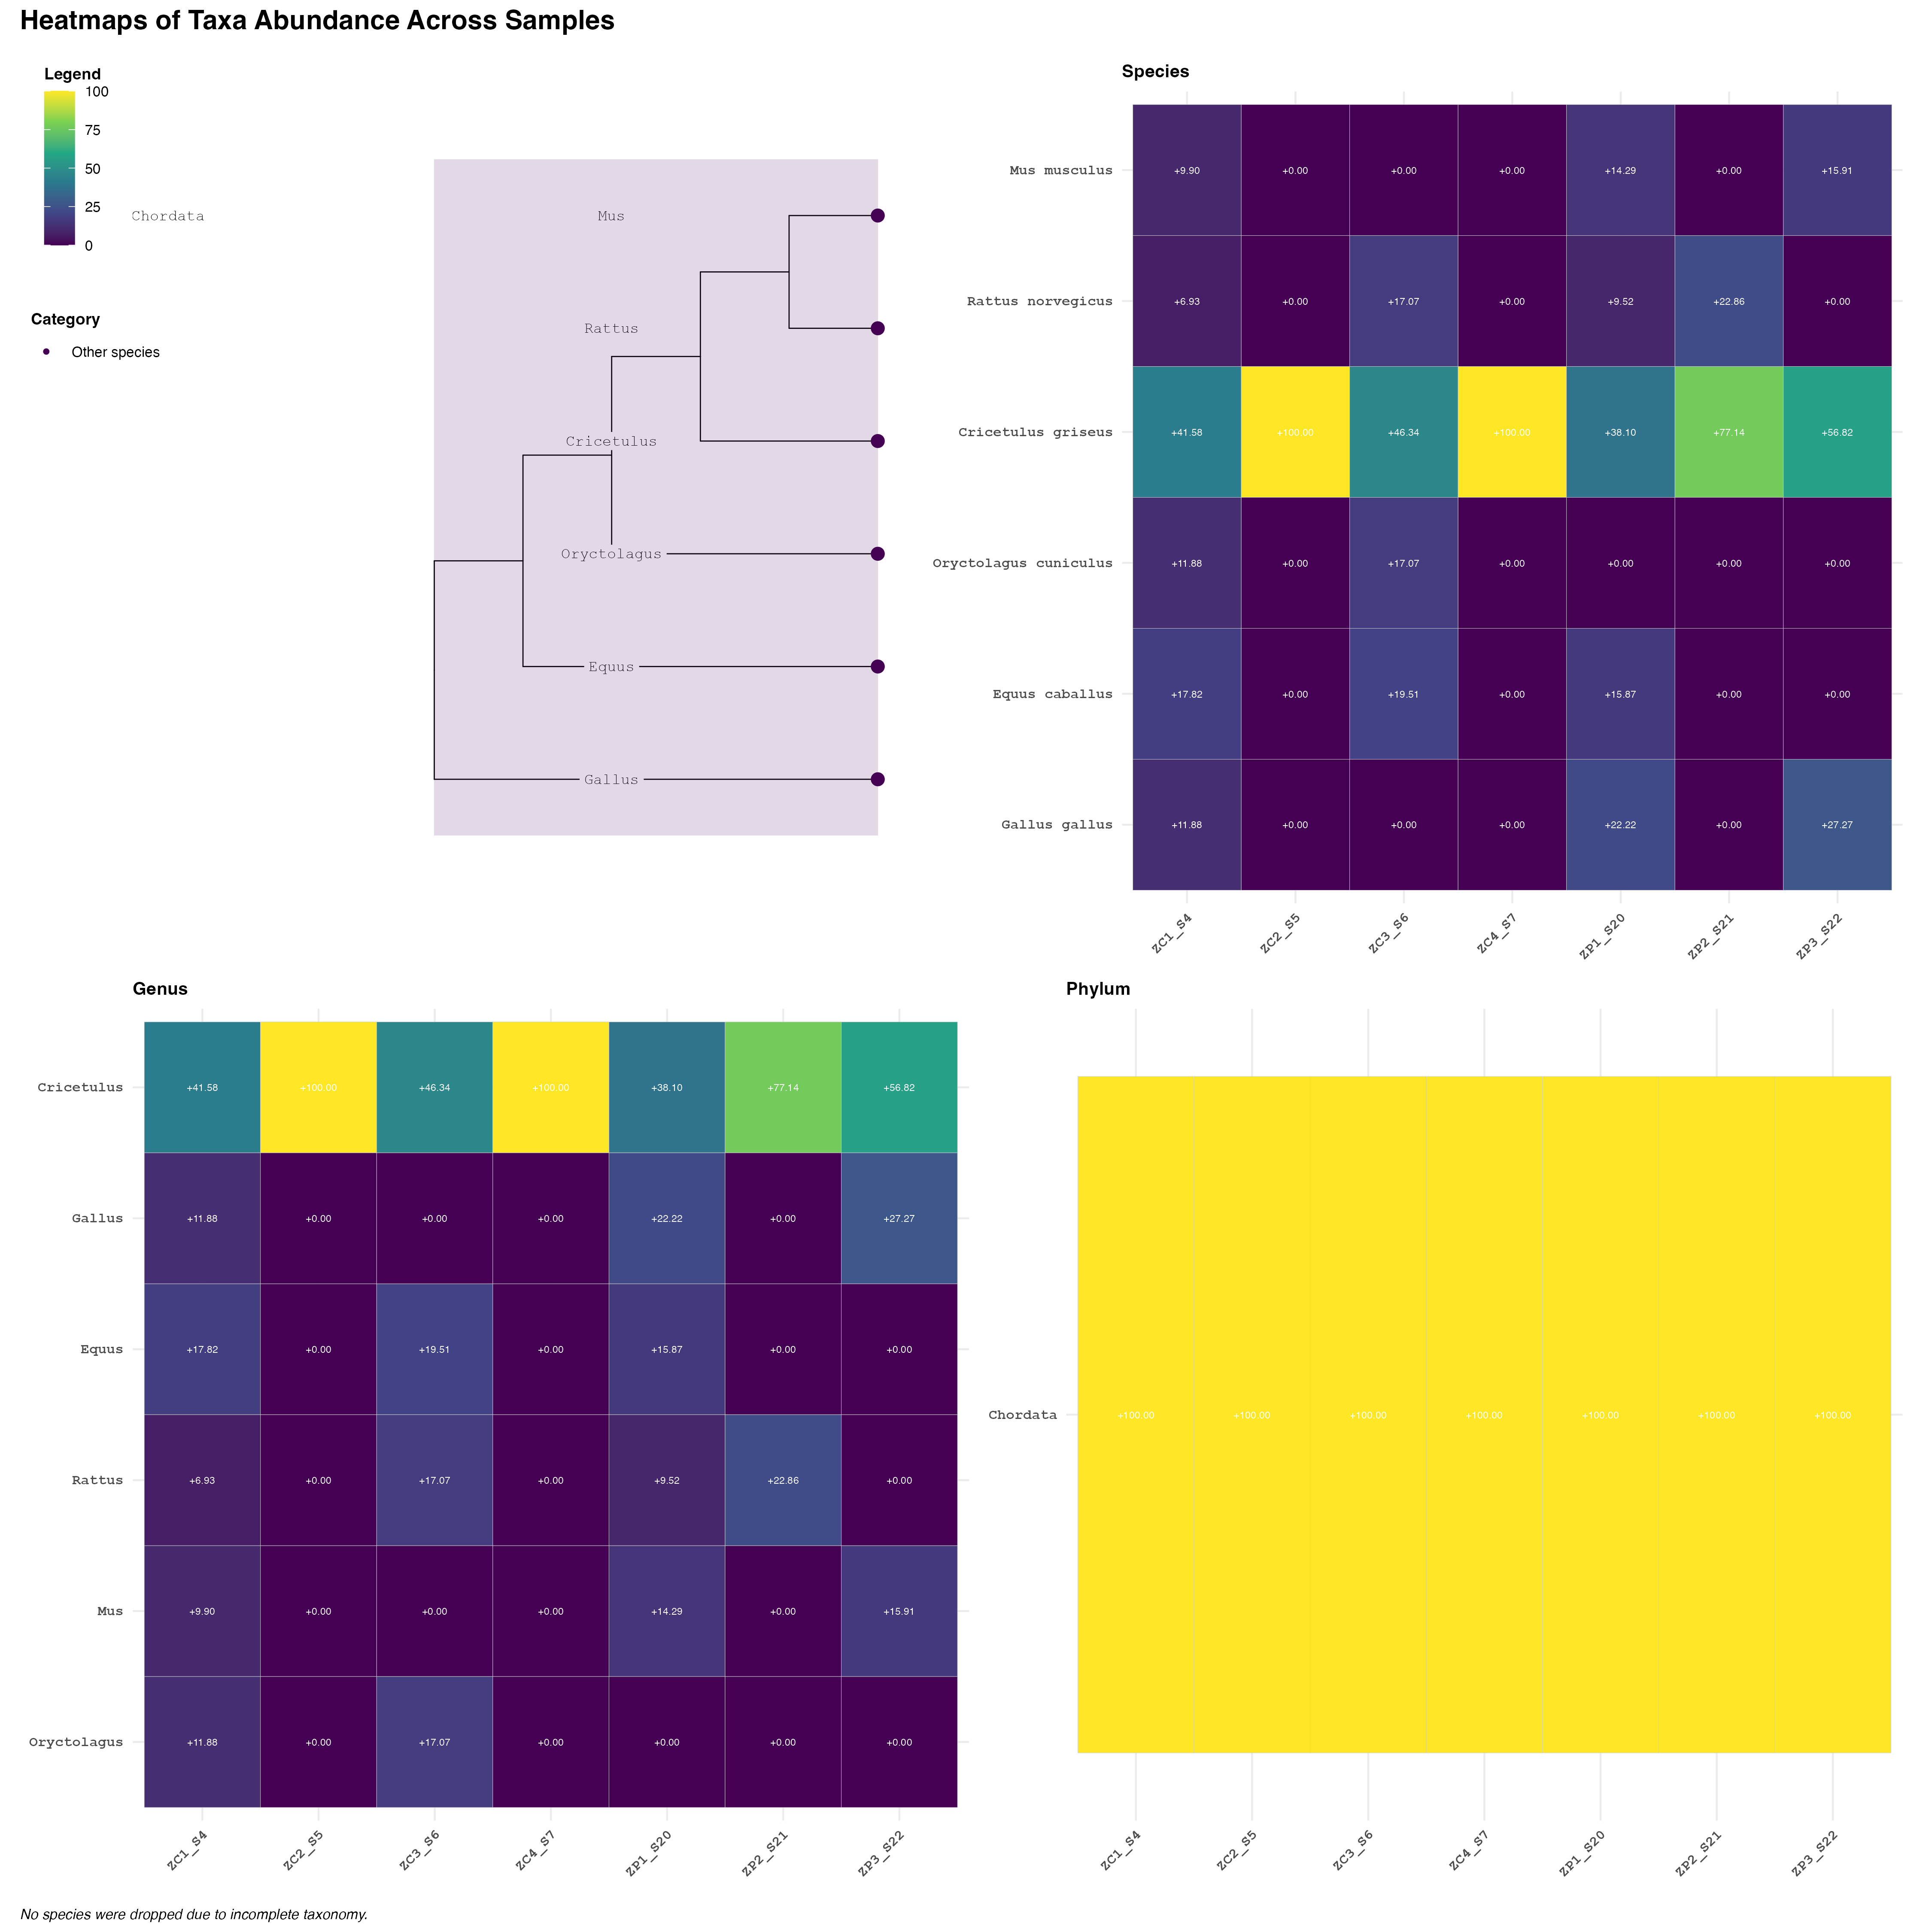 Heatmaps of Taxa Abundance Across Samples
Legend
100
75
50
25
0
Category
Other species
Chordata
Mus
Rattus
Cricetulus
Oryctolagus
Equus
Gallus
Species
Mus musculus +9.90 +0.00 +0.00 +0.00 +14.29 +0.00 +15.91
Rattus norvegicus +6.93 +0.00 +17.07 +0.00 +9.52 +22.86 +0.00
Cricetulus griseus +41.58 +100.00 +46.34 +100.00 +38.10 +77.14 +56.82
Oryctolagus cuniculus +11.88 +0.00 +17.07 +0.00 +0.00 +0.00 +0.00
Equus caballus +17.82 +0.00 +19.51 +0.00 +15.87 +0.00 +0.00
Gallus gallus +11.88 +0.00 +0.00 +0.00 +22.22 +0.00 +27.27
ZC1_S4 ZC2_S5 ZC3_S6 ZC4_S7 ZP1_S20 ZP2_S21 ZP3_S22
Genus
Cricetulus +41.58 +100.00 +46.34 +100.00 +38.10 +77.14 +56.82
Gallus +11.88 +0.00 +0.00 +0.00 +22.22 +0.00 +27.27
Equus +17.82 +0.00 +19.51 +0.00 +15.87 +0.00 +0.00
Rattus +6.93 +0.00 +17.07 +0.00 +9.52 +22.86 +0.00
Mus +9.90 +0.00 +0.00 +0.00 +14.29 +0.00 +15.91
Oryctolagus +11.88 +0.00 +17.07 +0.00 +0.00 +0.00 +0.00
ZC1_S4 ZC2_S5 ZC3_S6 ZC4_S7 ZP1_S20 ZP2_S21 ZP3_S22
Phylum
Chordata +100.00 +100.00 +100.00 +100.00 +100.00 +100.00 +100.00
ZC1_S4 ZC2_S5 ZC3_S6 ZC4_S7 ZP1_S20 ZP2_S21 ZP3_S22
No species were dropped due to incomplete taxonomy.